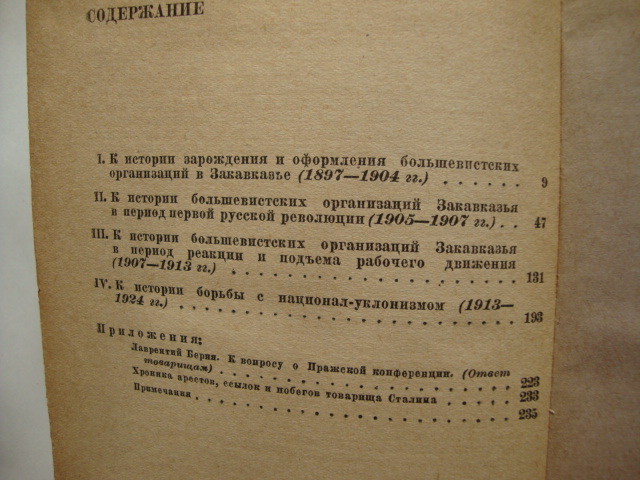 СОДЕРЖАНИЕ
I. К истории зарождения и оформления большевистских
организаций в Закавказье (1897—1904 гг.) . . . . . . 9
II. К истории большевистских организаций Закавказья
в период первой русской революции (1905—1907 гг.) . . 47
III. К истории большевистских организаций Закавказья
в период реакции и подъема рабочего движения
(1907—1913 гг.) . . . . . . . . . . . . . . . 131
IV. К истории борьбы с национал-уклонизмом (1913—
1924 гг.) . . . . . . . . . . . . . . . . . . 193
Приложения:
Лаврентий Берия. К вопросу о Пражской конференции. (Ответ
товарищам) . . . . . . . . . . . . . . . . . 223
Хроника арестов, ссылок и побегов товарища Сталина . . . . . 233
Примечания . . . . . . . . . . . . . . . . . . 235